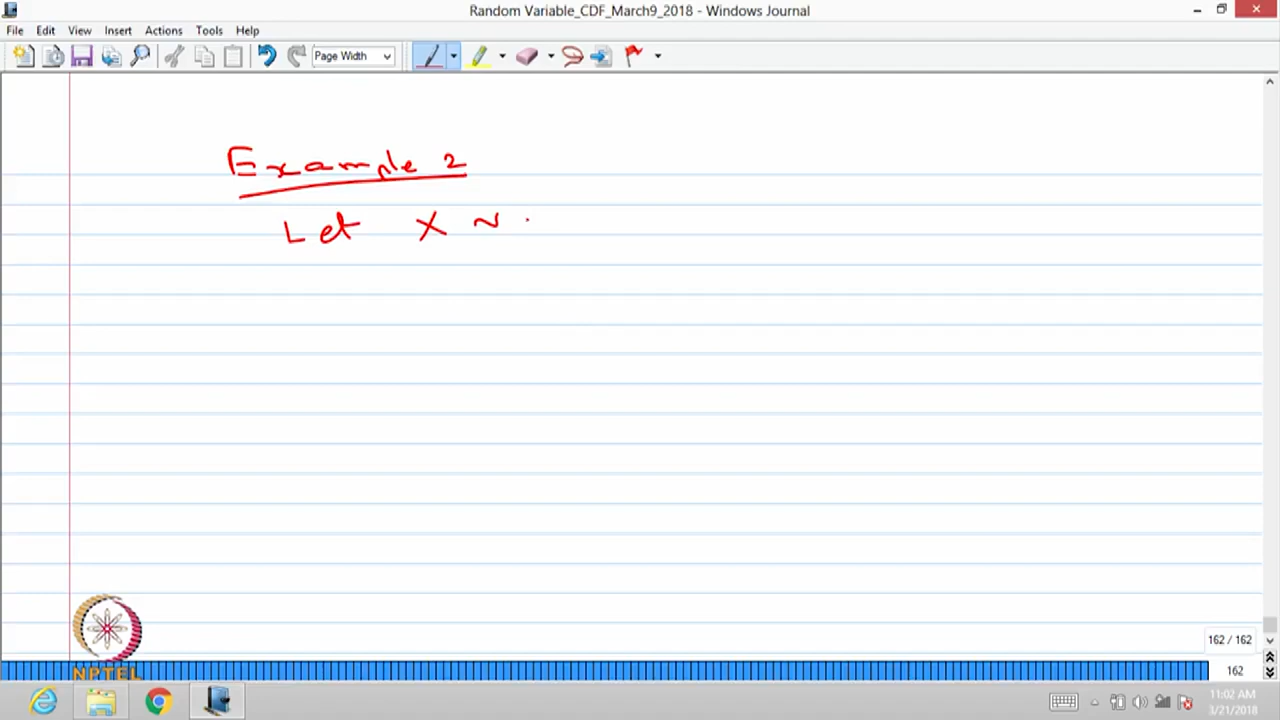 Random Variable_CDF_March9_2018 - Windows Journal
File Edit View Insert Actions Tools Help
Page Width
Example 2
Let X ~
162 / 162
162
NPTEL
11:02 AM
3/21/2018